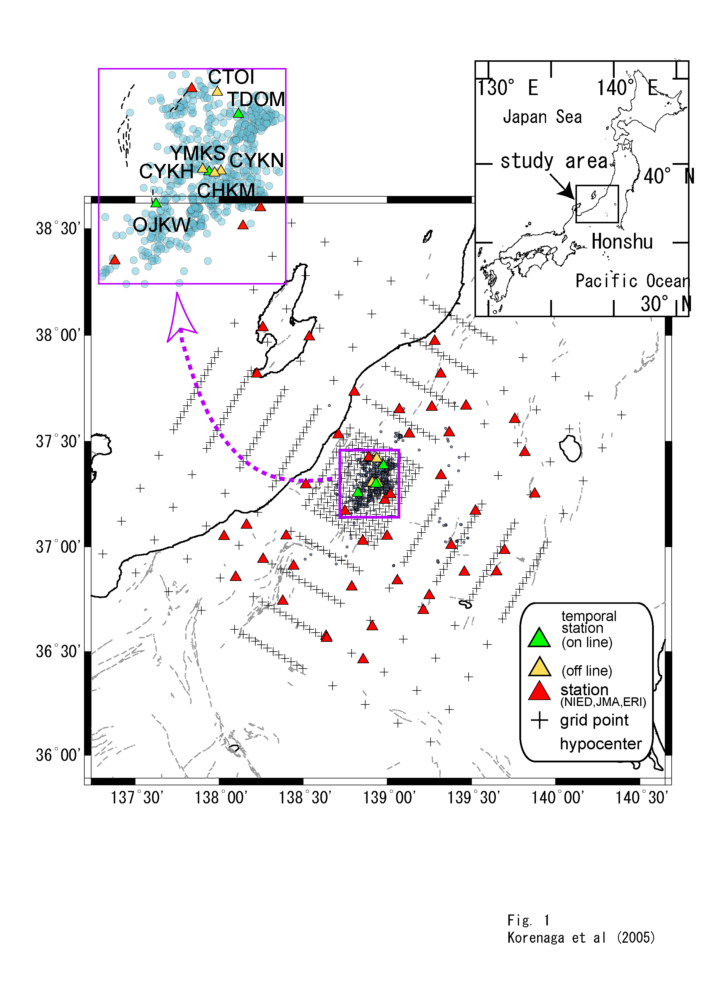 CTOI
TDOM
YMKS
CYKN
CYKH
CHKM
OJKW
130° E
140° E
Japan Sea
study area
40° N
Honshu
Pacific Ocean
30° N
38°30'
38°00'
37°30'
37°00'
36°30'
36°00'
137°30'
138°00'
138°30'
139°00'
139°30'
140°00'
140°30'
temporal
station
(on line)
(off line)
station
(NIED,JMA,ERI)
grid point
hypocenter
Fig. 1
Korenaga et al (2005)